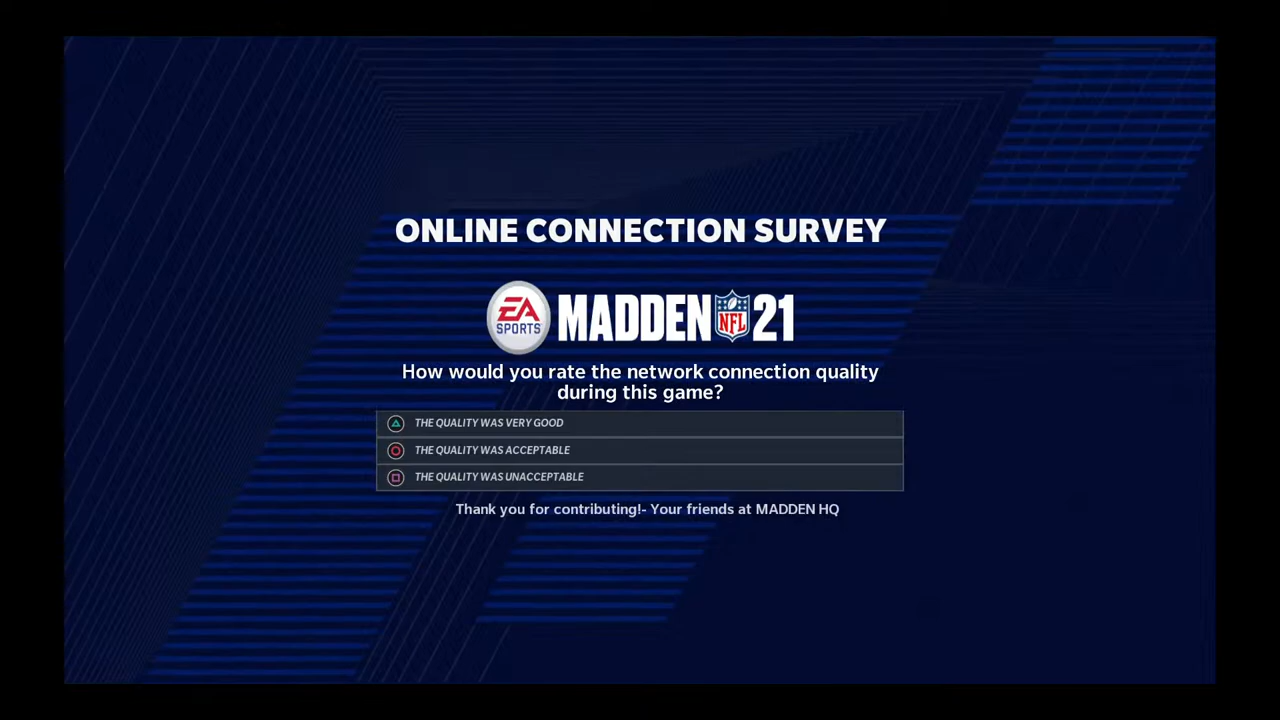 ONLINE CONNECTION SURVEY
EA SPORTS MADDEN NFL 21
How would you rate the network connection quality
during this game?
THE QUALITY WAS VERY GOOD
THE QUALITY WAS ACCEPTABLE
THE QUALITY WAS UNACCEPTABLE
Thank you for contributing!- Your friends at MADDEN HQ